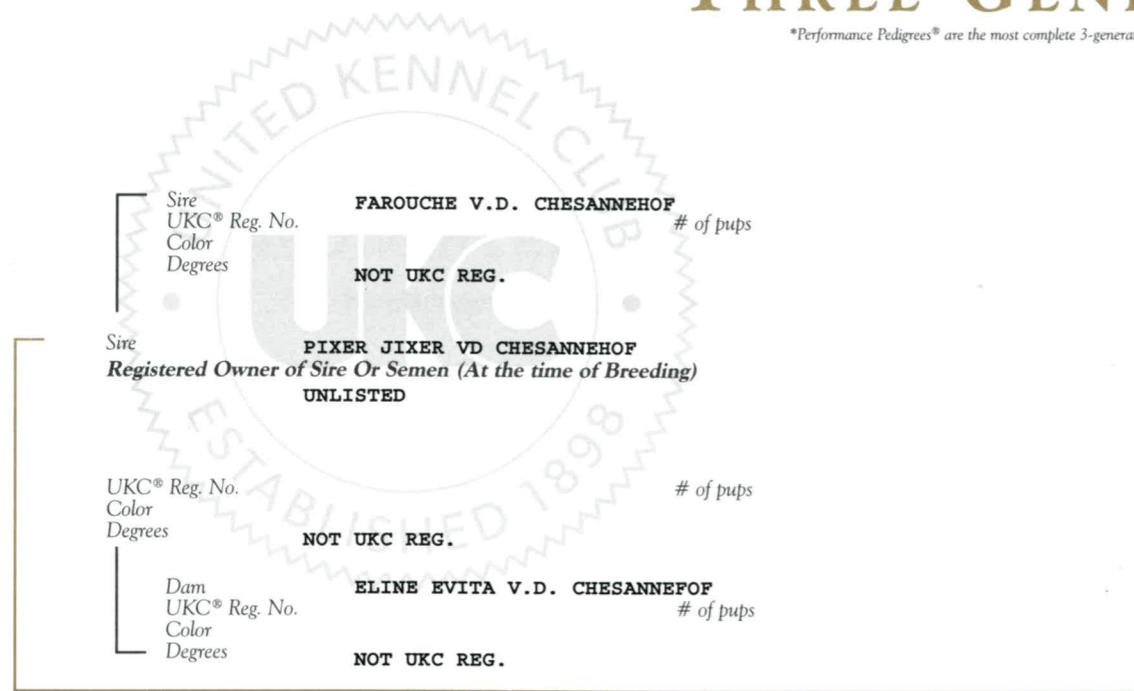 THREE GENE
*Performance Pedigrees® are the most complete 3-genera
UNITED KENNEL CLUB
UKC
ESTABLISHED 1898
Sire FAROUCHE V.D. CHESANNEHOF
UKC® Reg. No. # of pups
Color
Degrees NOT UKC REG.
Sire PIXER JIXER VD CHESANNEHOF
Registered Owner of Sire Or Semen (At the time of Breeding)
UNLISTED
UKC® Reg. No. # of pups
Color
Degrees NOT UKC REG.
Dam ELINE EVITA V.D. CHESANNEFOF
UKC® Reg. No. # of pups
Color
Degrees NOT UKC REG.